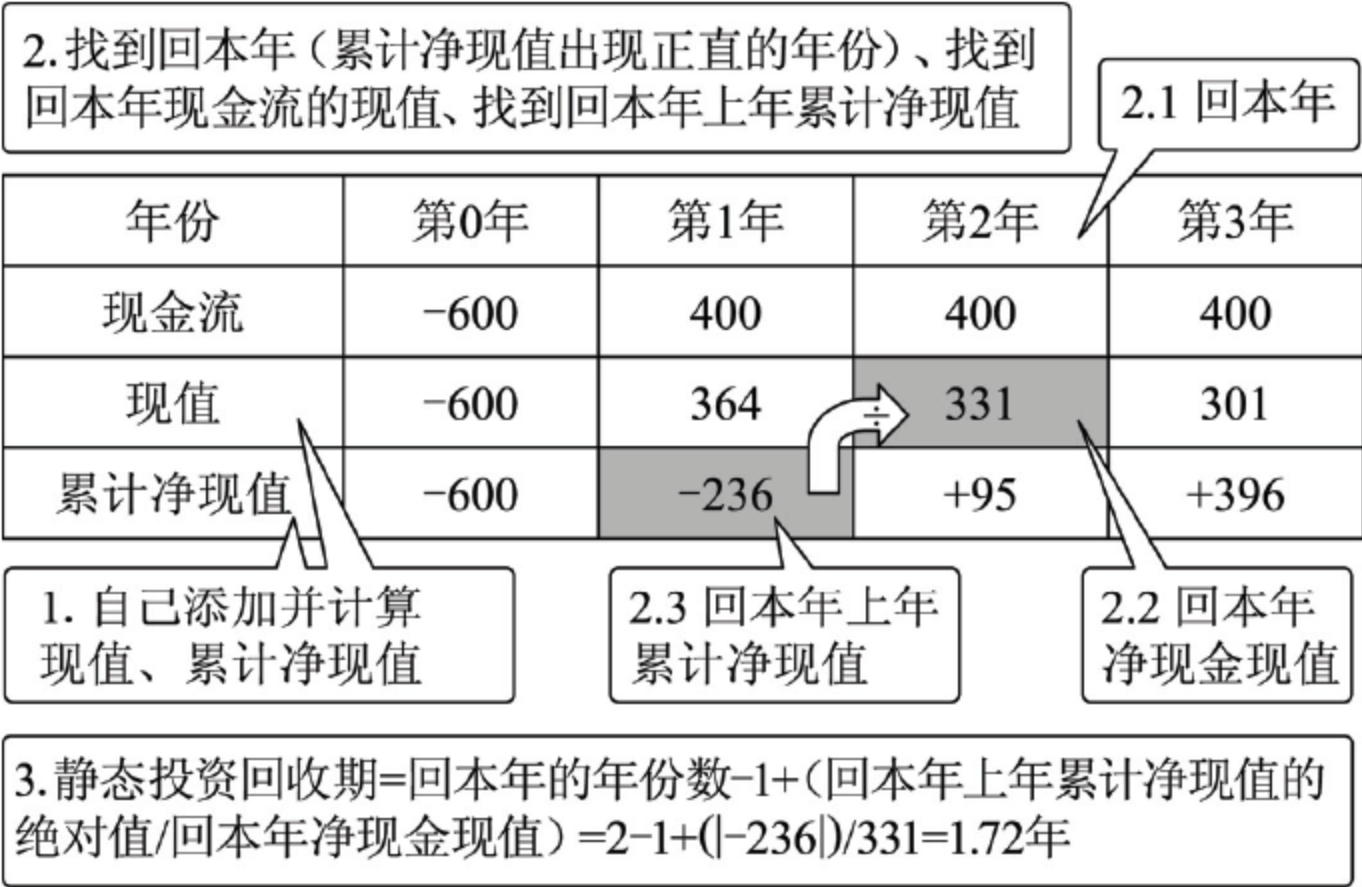 2.找到回本年（累计净现值出现正直的年份）、找到
回本年现金流的现值、找到回本年上年累计净现值
2.1 回本年
年份 第0年 第1年 第2年 第3年
现金流 -600 400 400 400
现值 -600 364 331 301
÷
累计净现值 -600 -236 +95 +396
1. 自己添加并计算
现值、累计净现值
2.3 回本年上年
累计净现值
2.2 回本年
净现金现值
3.静态投资回收期=回本年的年份数-1+（回本年上年累计净现值的
绝对值/回本年净现金现值）=2-1+(|-236|)/331=1.72年